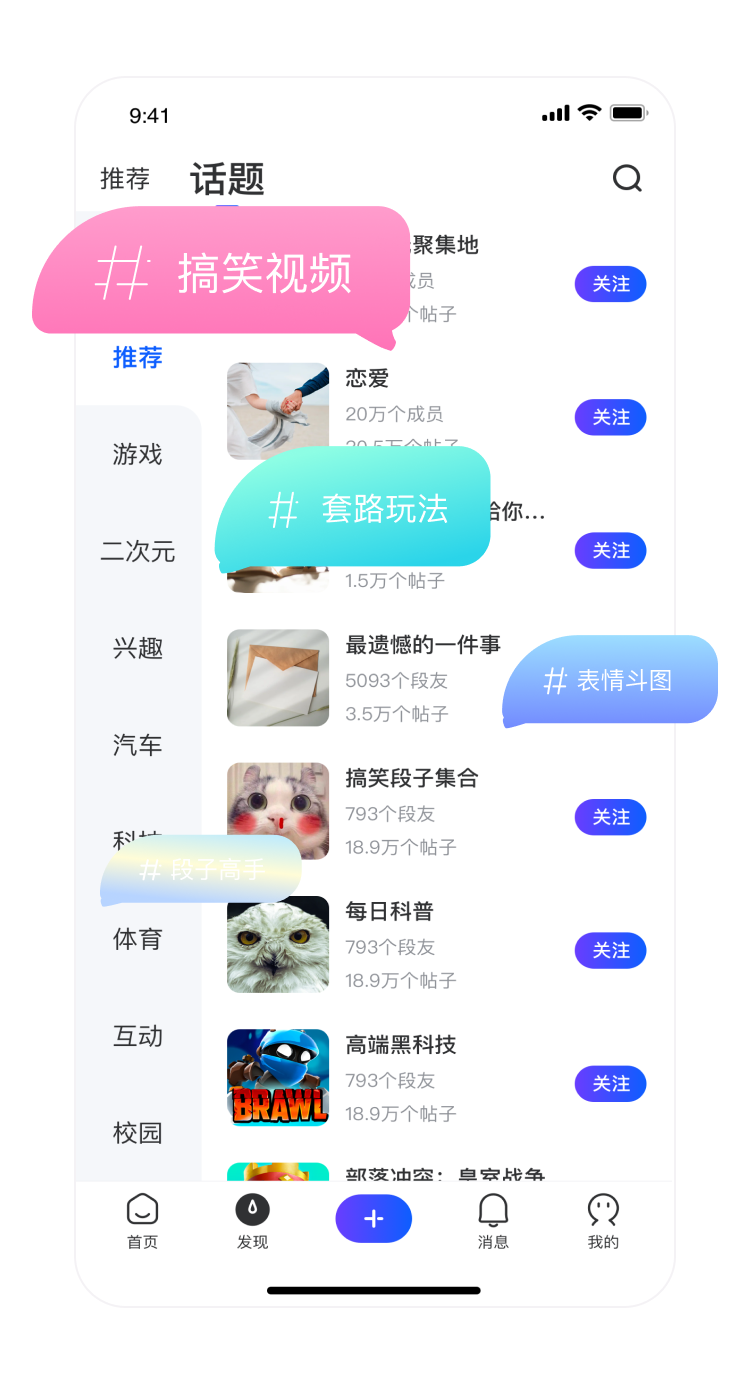 9:41
推荐 话题
聚集地
成员
关注
个帖子
# 搞笑视频
推荐
恋爱
20万个成员
关注
20.5万个帖子
游戏
# 套路玩法
给你...
关注
1.5万个帖子
二次元
兴趣
最遗憾的一件事
5093个段友
3.5万个帖子
# 表情斗图
汽车
搞笑段子集合
793个段友
关注
18.9万个帖子
科技
# 段子高手
每日科普
793个段友
关注
18.9万个帖子
体育
互动
高端黑科技
793个段友
关注
18.9万个帖子
BRAWL
校园
部落冲突：皇室战争
首页 发现 消息 我的